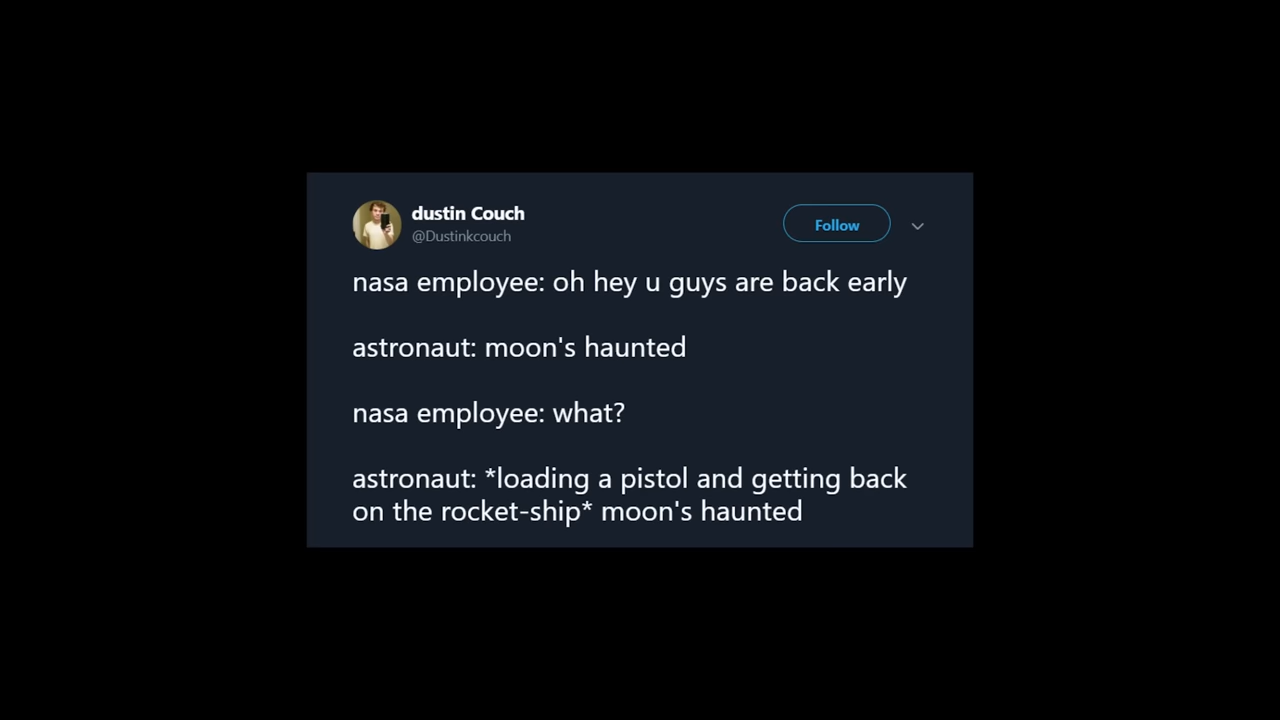 dustin Couch
@Dustinkcouch
Follow
nasa employee: oh hey u guys are back early
astronaut: moon's haunted
nasa employee: what?
astronaut: *loading a pistol and getting back
on the rocket-ship* moon's haunted